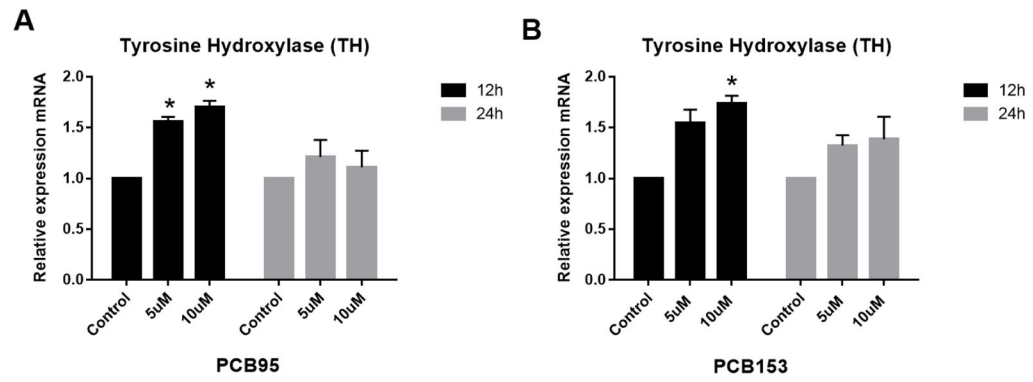 A
Tyrosine Hydroxylase (TH)
Relative expression mRNA
2.0
1.5
1.0
0.5
0.0
* *
Control
5uM
10uM
Control
5uM
10uM
PCB95
12h
24h
B
Tyrosine Hydroxylase (TH)
Relative expression mRNA
2.0
1.5
1.0
0.5
0.0
*
Control
5uM
10uM
Control
5uM
10uM
PCB153
12h
24h